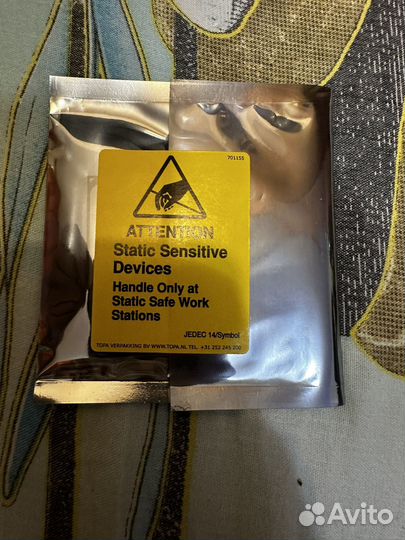 701155
ATTENTION
Static Sensitive
Devices
Handle Only at
Static Safe Work
Stations
JEDEC 14/Symbol
TOPA VERPAKKING BV WWW.TOPA.NL TEL. +31 252 245 200
Avito